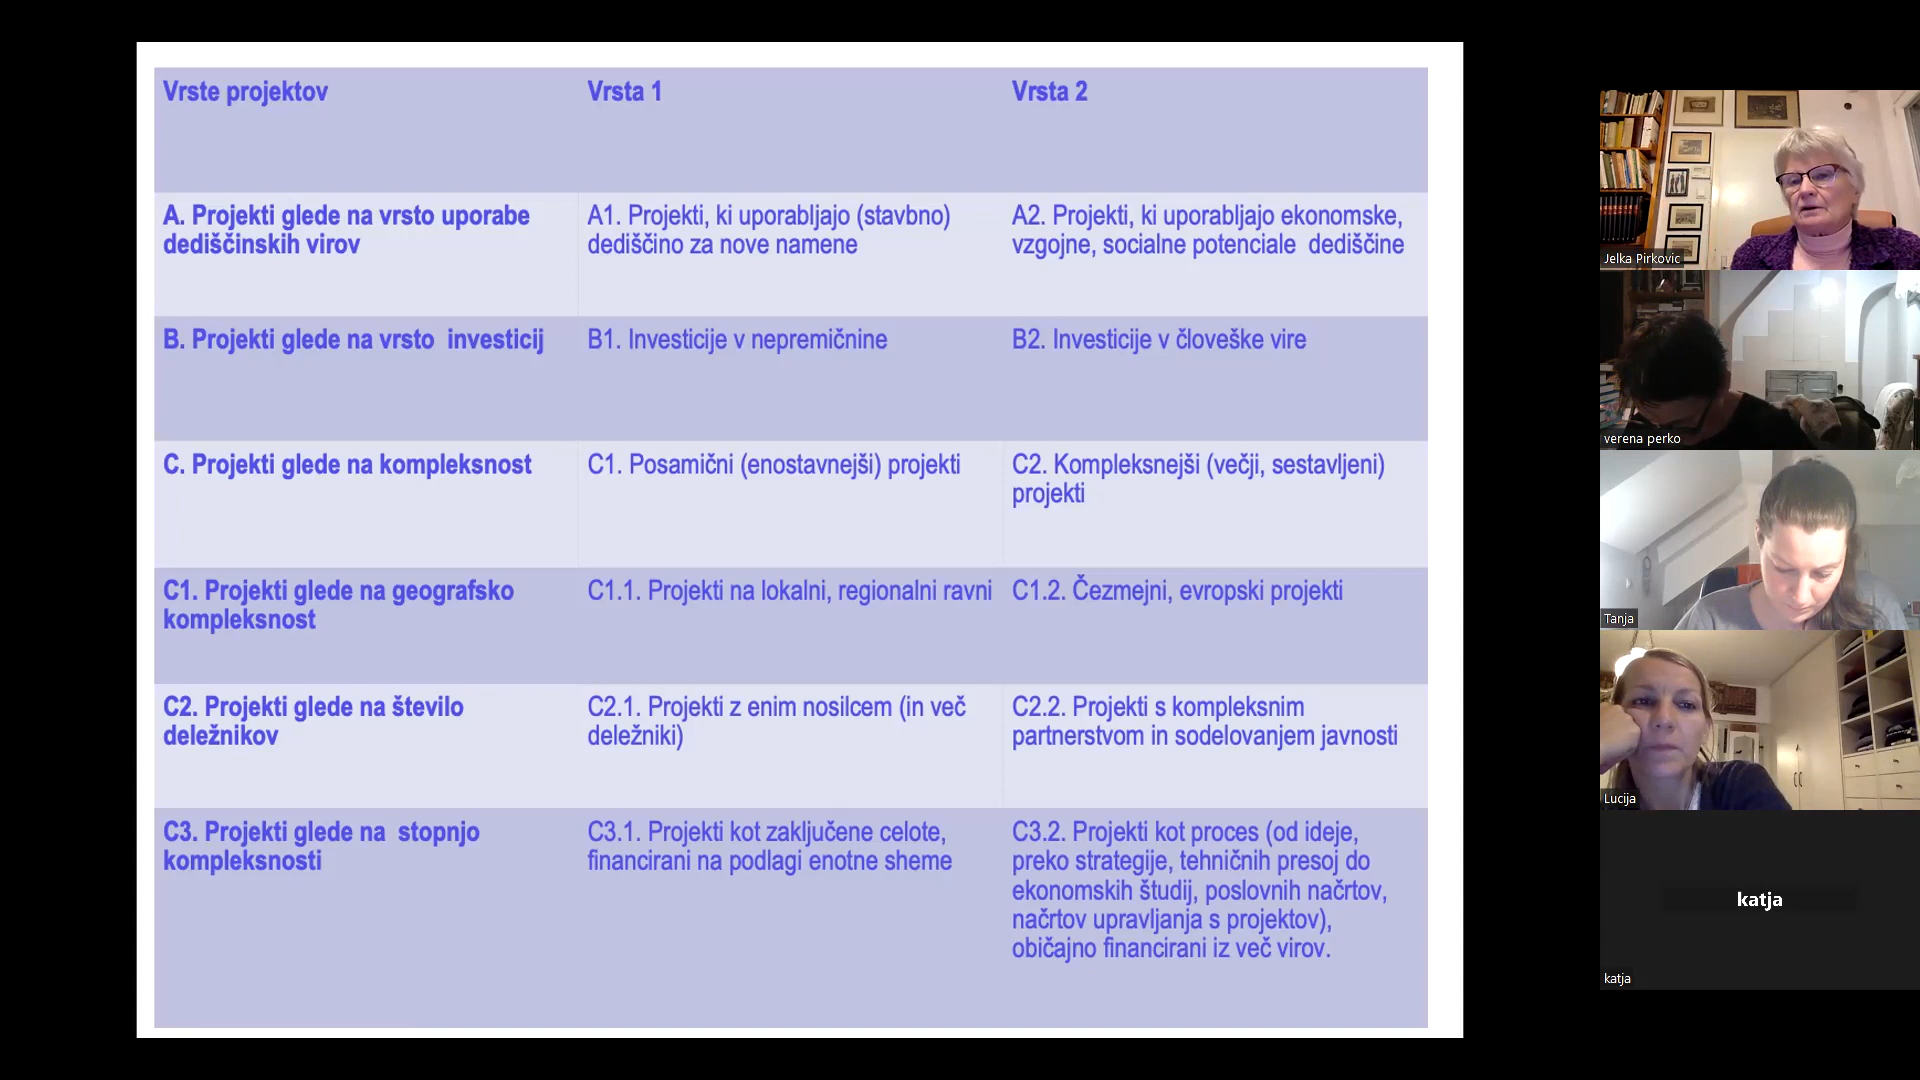 Vrste projektov
Vrsta 1
Vrsta 2
A. Projekti glede na vrsto uporabe
dediščinskih virov
A1. Projekti, ki uporabljajo (stavbno)
dediščino za nove namene
A2. Projekti, ki uporabljajo ekonomske,
vzgojne, socialne potenciale dediščine
B. Projekti glede na vrsto investicij
B1. Investicije v nepremičnine
B2. Investicije v človeške vire
C. Projekti glede na kompleksnost
C1. Posamični (enostavnejši) projekti
C2. Kompleksnejši (večji, sestavljeni)
projekti
C1. Projekti glede na geografsko
kompleksnost
C1.1. Projekti na lokalni, regionalni ravni
C1.2. Čezmejni, evropski projekti
C2. Projekti glede na število
deležnikov
C2.1. Projekti z enim nosilcem (in več
deležniki)
C2.2. Projekti s kompleksnim
partnerstvom in sodelovanjem javnosti
C3. Projekti glede na stopnjo
kompleksnosti
C3.1. Projekti kot zaključene celote,
financirani na podlagi enotne sheme
C3.2. Projekti kot proces (od ideje,
preko strategije, tehničnih presoj do
ekonomskih študij, poslovnih načrtov,
načrtov upravljanja s projektov),
običajno financirani iz več virov.
Jelka Pirkovic
verena perko
Tanja
Lucija
katja
katja